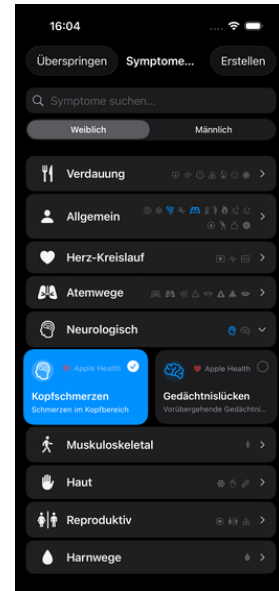 16:04
Überspringen Symptome... Erstellen
Symptome suchen...
Weiblich Männlich
Verdauung
Allgemein
Herz-Kreislauf
Atemwege
Neurologisch
Apple Health Apple Health
Kopfschmerzen Gedächtnislücken
Schmerzen im Kopfbereich Vorübergehende Gedächtni...
Muskuloskeletal
Haut
Reproduktiv
Harnwege